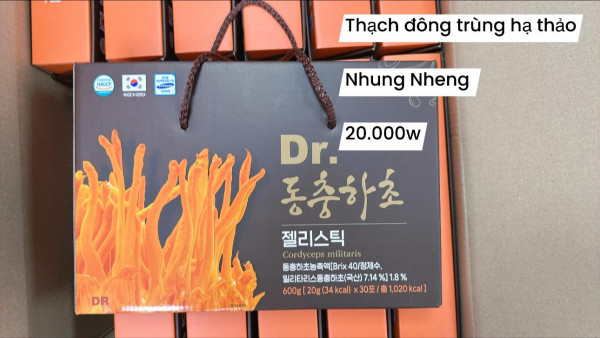 Thạch đông trùng hạ thảo
Nhung Nheng
20.000w
HACCP
MADE IN KOREA
Dr.
동충하초
젤리스틱
Cordyceps militaris
동충하초농축액[Brix 40/정제수,
밀리타리스동충하초(국산) 7.14 %] 1.8 %
600g [ 20g (34 kcal) x 30포 / 총 1,020 kcal ]
DR